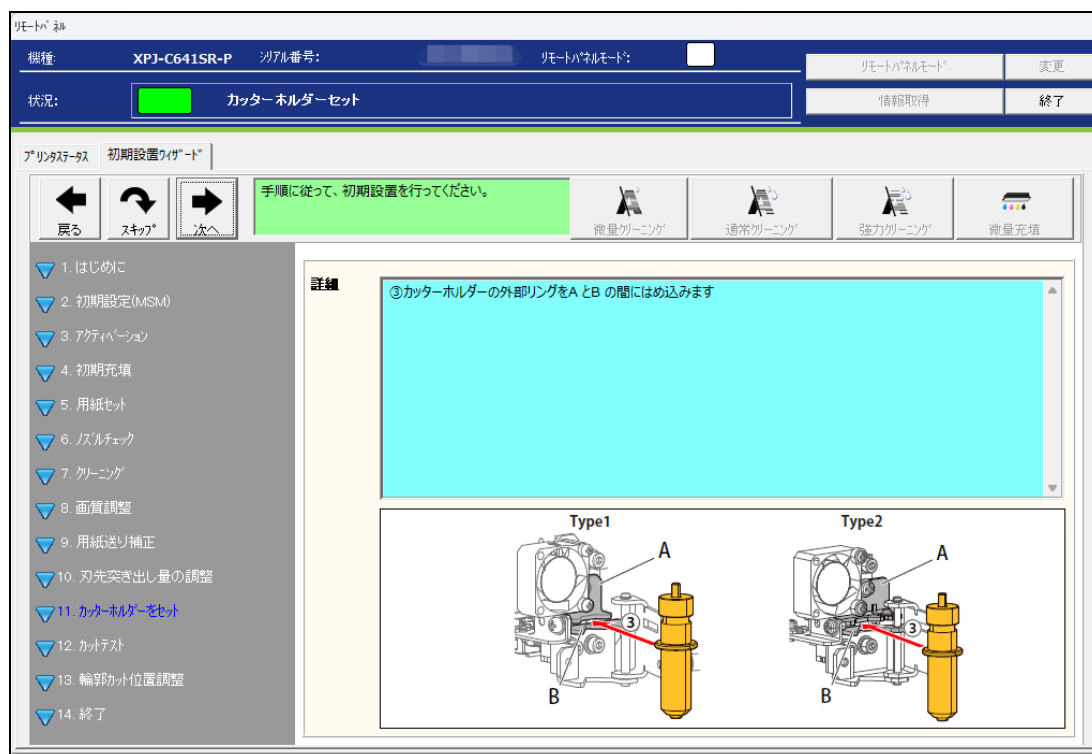 リモートパネル
機種: XPJ-C641SR-P シリアル番号: リモートパネルモード:
リモートパネルモード 変更
状況: カッターホルダーセット
情報取得 終了
プリンタステータス 初期設置ウィザード
戻る スキップ 次へ
手順に従って、初期設置を行ってください。
微量クリーニング 通常クリーニング 強力クリーニング 微量充填
1. はじめに
2. 初期設定(MSM)
3. アクティベーション
4. 初期充填
5. 用紙セット
6. ノズルチェック
7. クリーニング
8. 画質調整
9. 用紙送り補正
10. 刃先突き出し量の調整
11. カッターホルダーをセット
12. カットテスト
13. 輪郭カット位置調整
14. 終了
詳細
③カッターホルダーの外部リングをA とB の間にはめ込みます
Type1 Type2
A A
③ ③
B B